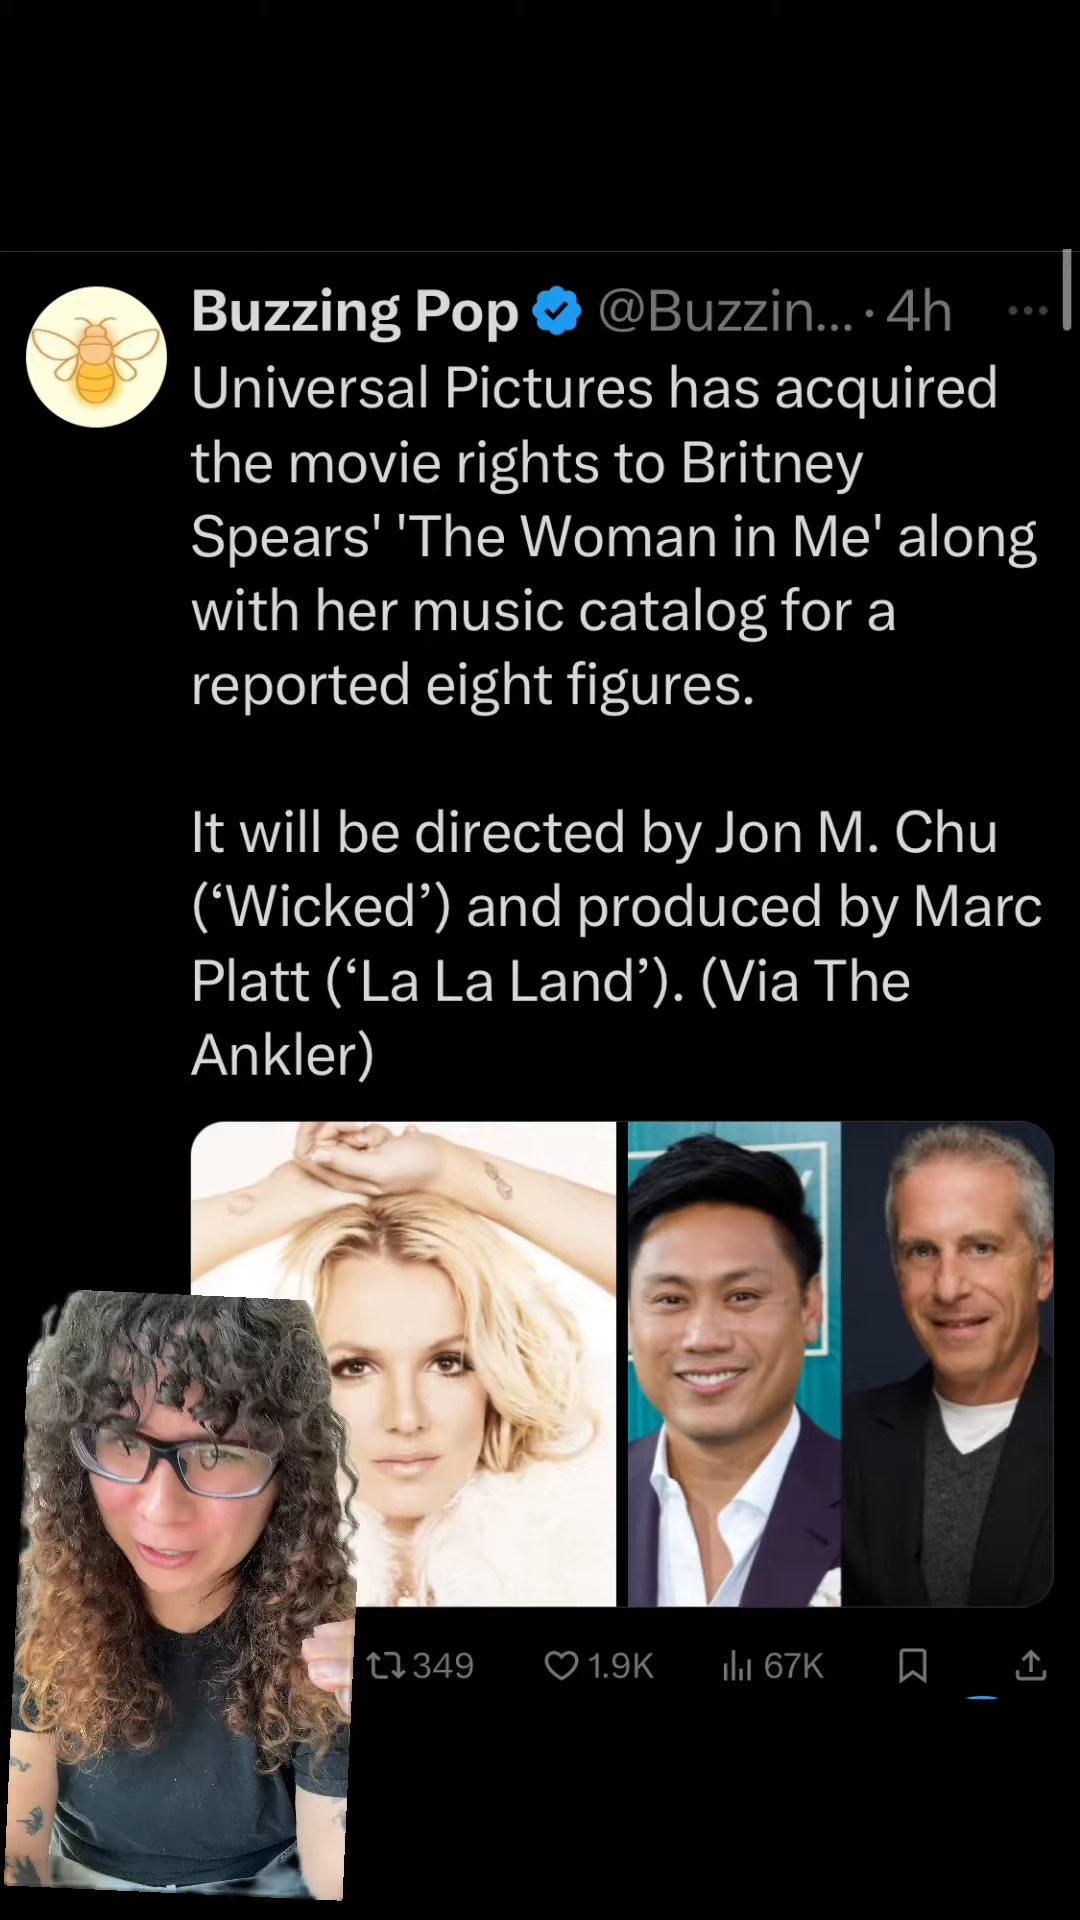 Buzzing Pop @Buzzin... · 4h
Universal Pictures has acquired
the movie rights to Britney
Spears' 'The Woman in Me' along
with her music catalog for a
reported eight figures.
It will be directed by Jon M. Chu
(‘Wicked’) and produced by Marc
Platt (‘La La Land’). (Via The
Ankler)
349 1.9K 67K